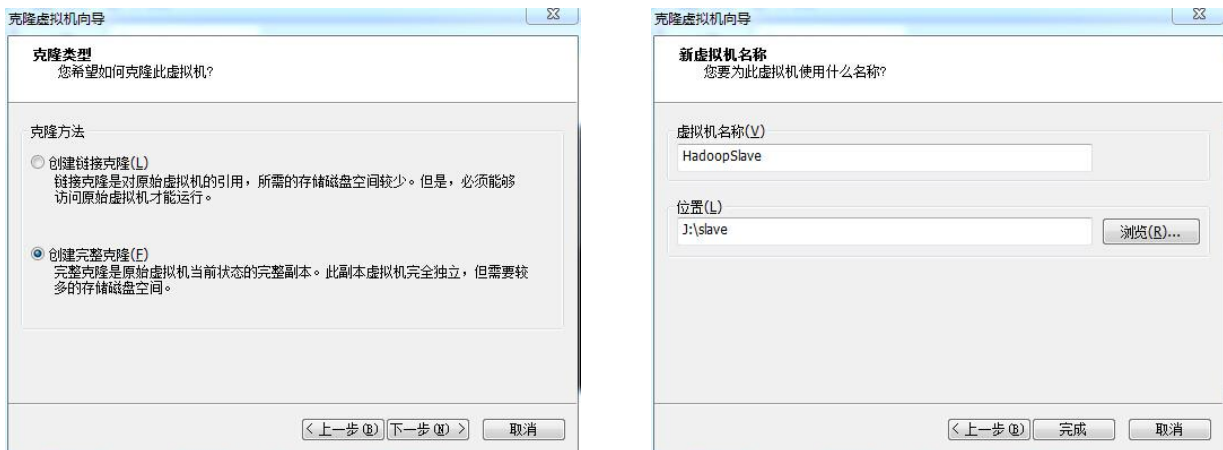 克隆虚拟机向导
克隆类型
您希望如何克隆此虚拟机?
克隆方法
创建链接克隆(L)
链接克隆是对原始虚拟机的引用，所需的存储磁盘空间较少。但是，必须能够
访问原始虚拟机才能运行。
创建完整克隆(F)
完整克隆是原始虚拟机当前状态的完整副本。此副本虚拟机完全独立，但需要较
多的存储磁盘空间。
< 上一步(B) 下一步(N) > 取消
克隆虚拟机向导
新虚拟机名称
您要为此虚拟机使用什么名称?
虚拟机名称(V)
HadoopSlave
位置(L)
J:\slave
浏览(R)...
< 上一步(B) 完成 取消